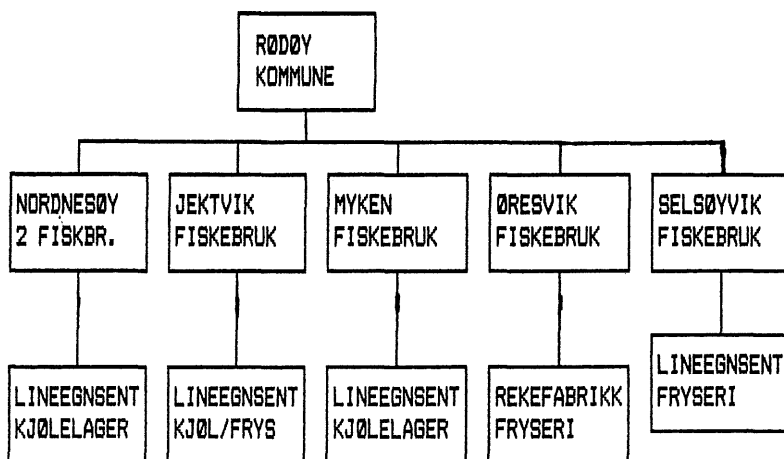 RØDØY
KOMMUNE
NORDNESØY
2 FISKBR.
JEKTVIK
FISKEBRUK
MYKEN
FISKEBRUK
ØRESVIK
FISKEBRUK
SELSØYVIK
FISKEBRUK
LINEEGNSENT
KJØLELAGER
LINEEGNSENT
KJØL/FRYS
LINEEGNSENT
KJØLELAGER
REKEFABRIKK
FRYSERI
LINEEGNSENT
FRYSERI